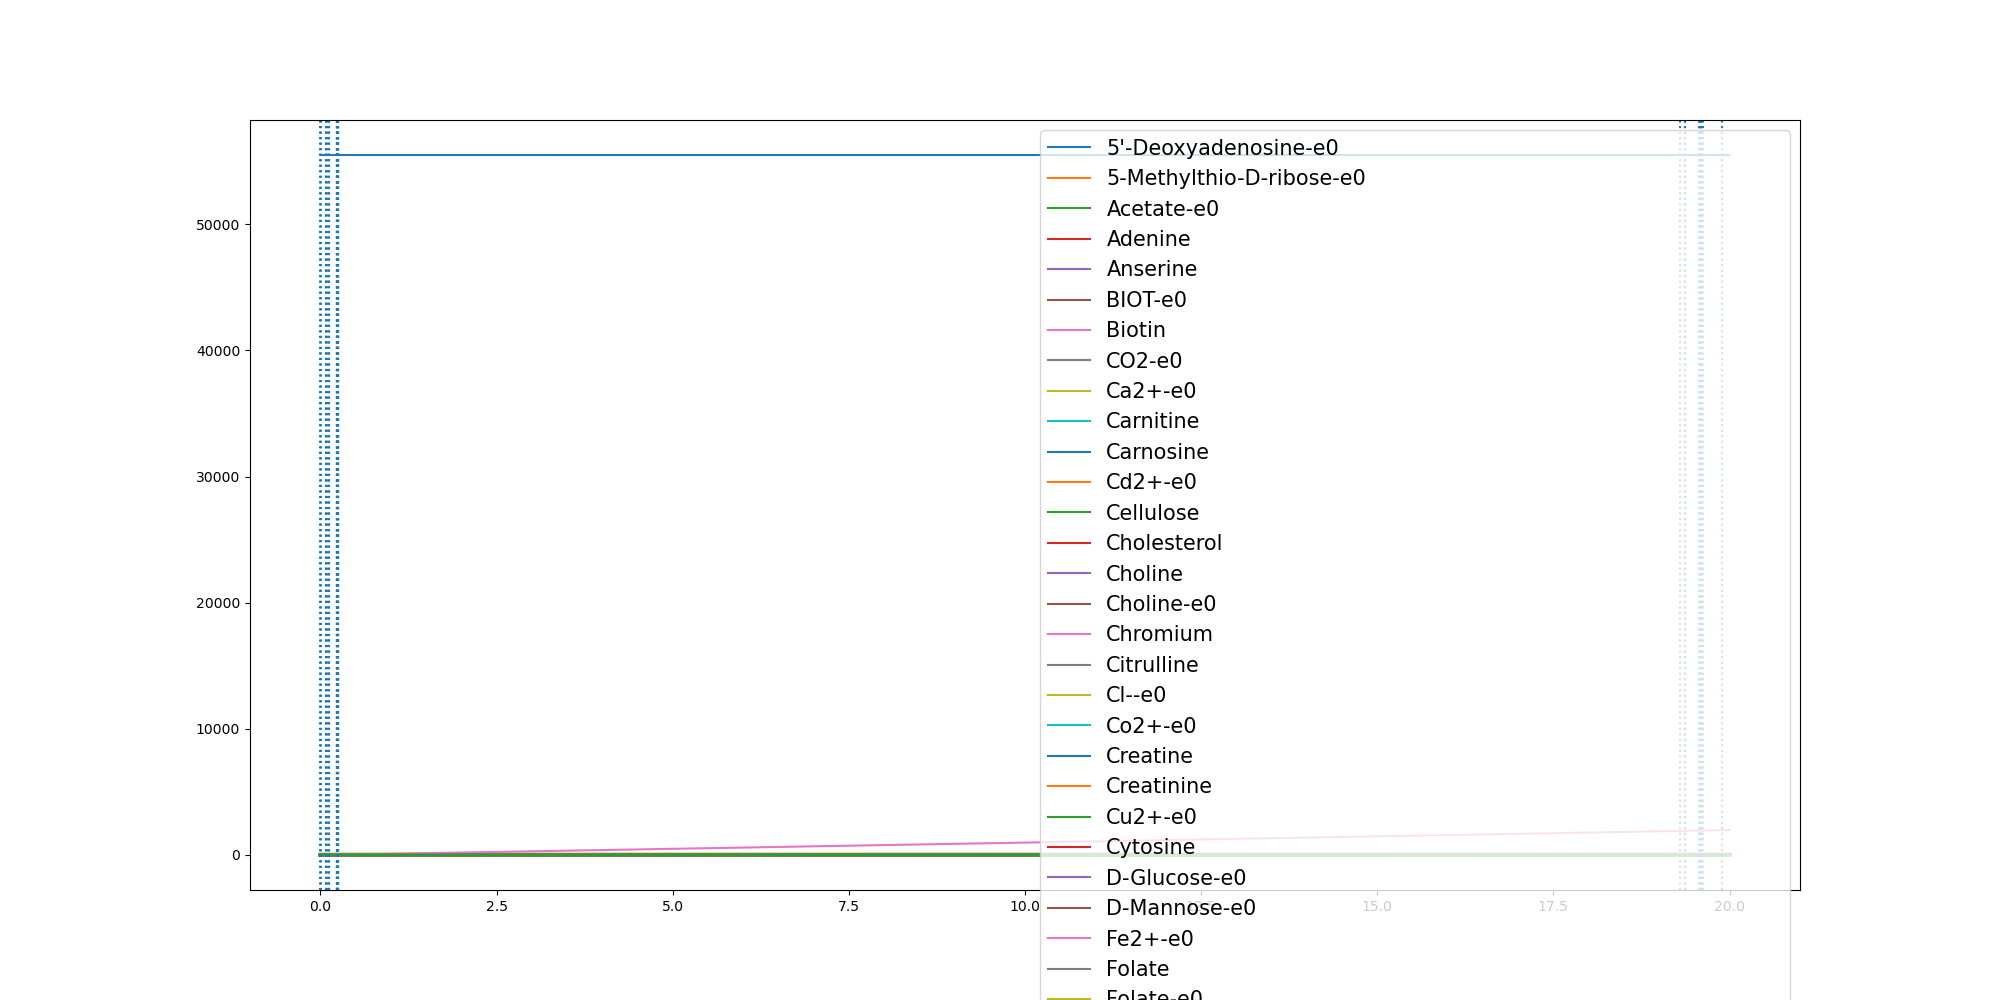 50000
40000
30000
20000
10000
0
0.0 2.5 5.0 7.5 10.0 15.0 17.5 20.0
5'-Deoxyadenosine-e0
5-Methylthio-D-ribose-e0
Acetate-e0
Adenine
Anserine
BIOT-e0
Biotin
CO2-e0
Ca2+-e0
Carnitine
Carnosine
Cd2+-e0
Cellulose
Cholesterol
Choline
Choline-e0
Chromium
Citrulline
Cl--e0
Co2+-e0
Creatine
Creatinine
Cu2+-e0
Cytosine
D-Glucose-e0
D-Mannose-e0
Fe2+-e0
Folate
Folate-e0